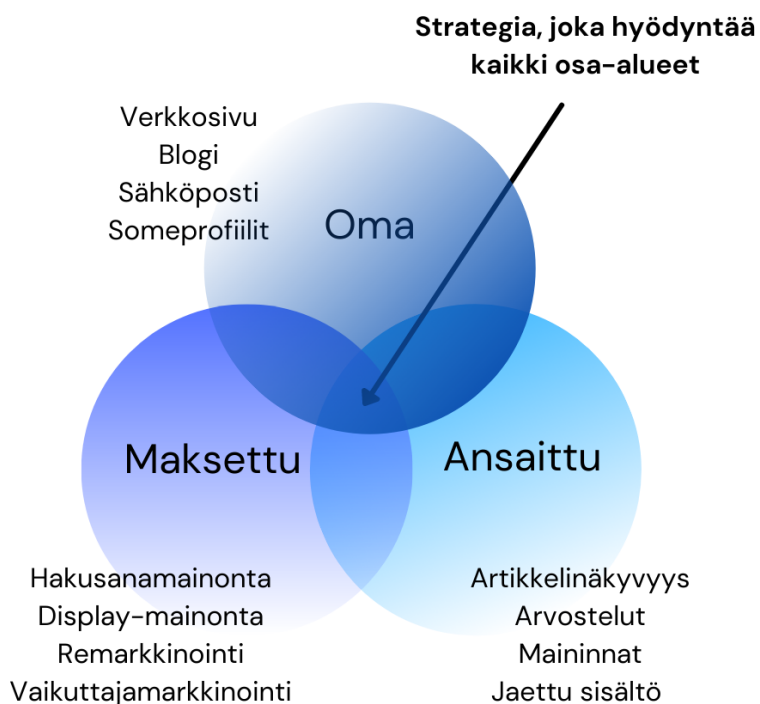 Strategia, joka hyödyntää
kaikki osa-alueet
Verkkosivu
Blogi
Sähköposti
Someprofiilit
Oma
Maksettu
Ansaittu
Hakusanamainonta
Display-mainonta
Remarkkinointi
Vaikuttajamarkkinointi
Artikkelinäkyvyys
Arvostelut
Maininnat
Jaettu sisältö